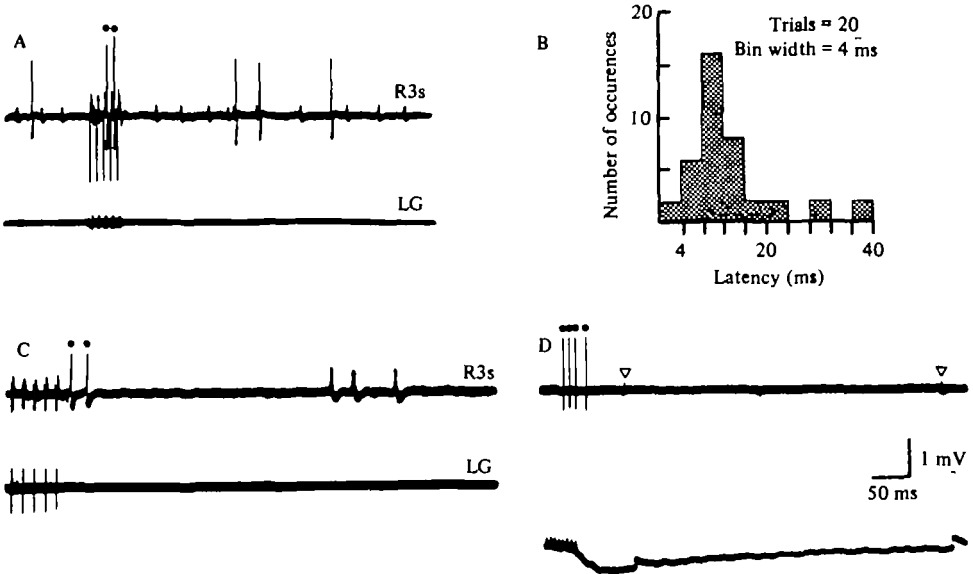 A
R3s
LG
B
Trials = 20
Bin width = 4 ms
Number of occurences
20
10
4 20 40
Latency (ms)
C
R3s
LG
D
1 mV
50 ms